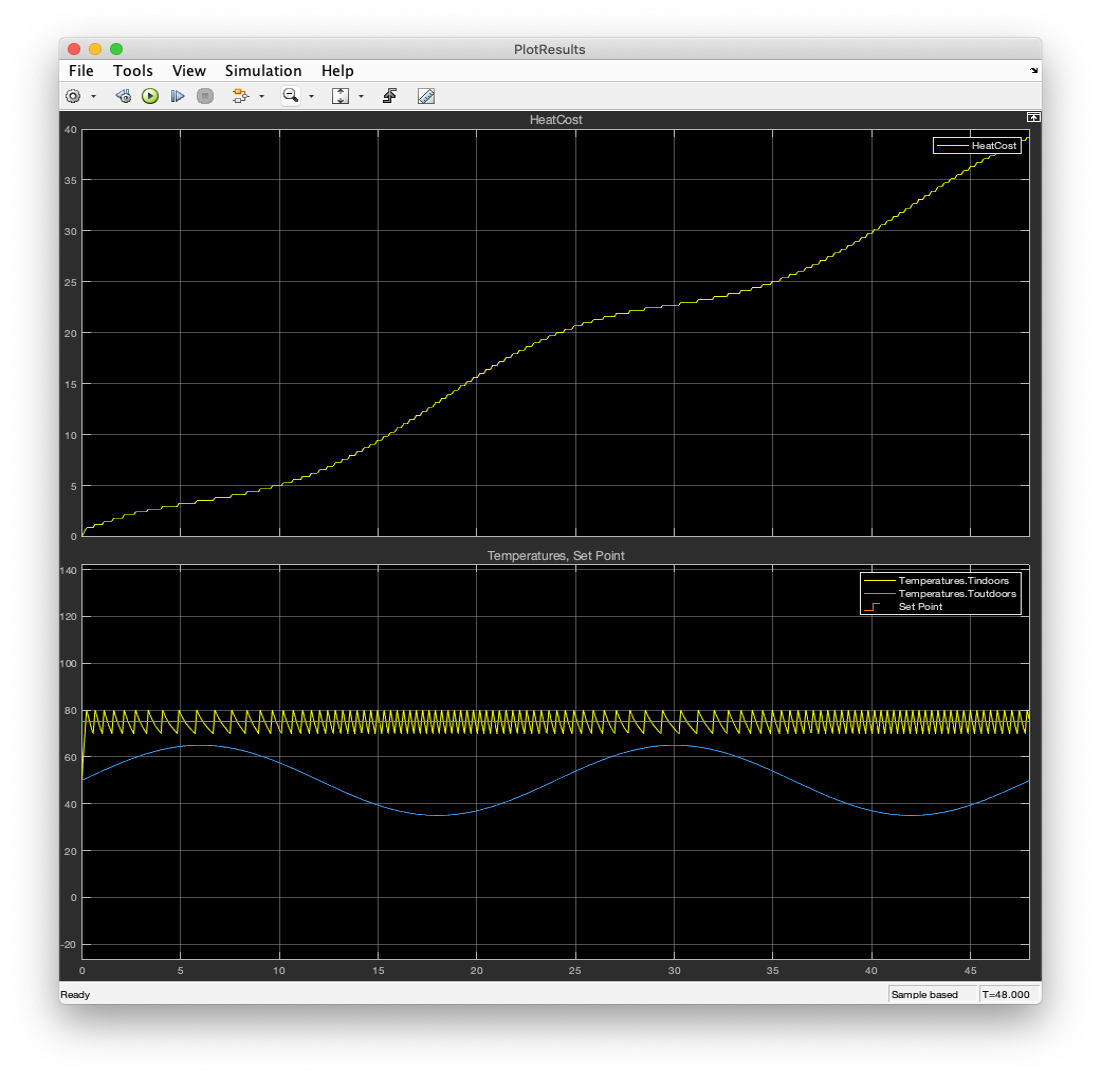 PlotResults
File Tools View Simulation Help
HeatCost
HeatCost
40
35
30
25
20
15
10
5
0
Temperatures, Set Point
Temperatures.Tindoors
Temperatures.Toutdoors
Set Point
140
120
100
80
60
40
20
0
-20
0 5 10 15 20 25 30 35 40 45
Ready Sample based T=48.000